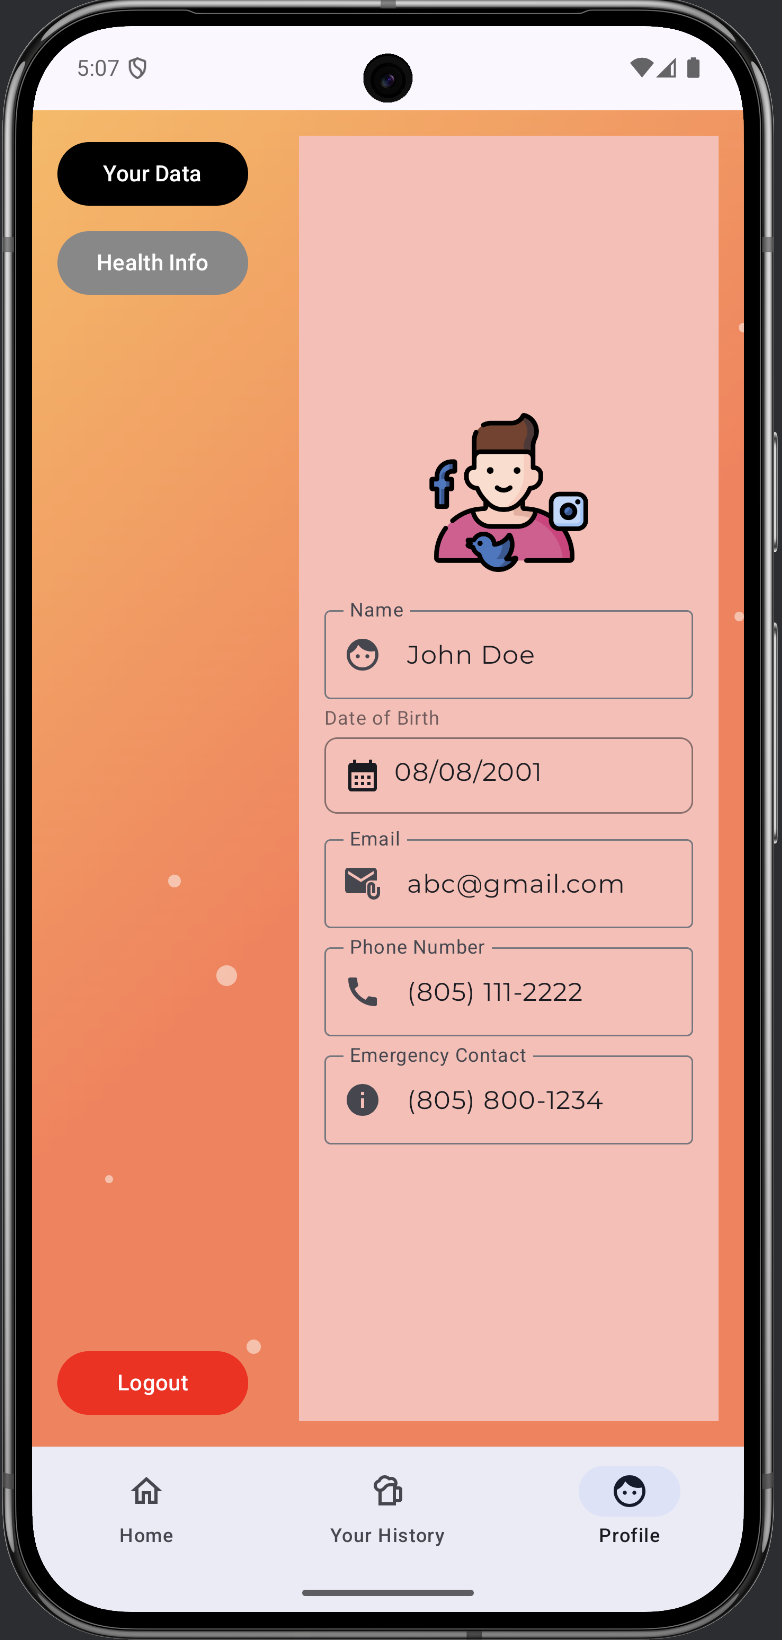 5:07
Your Data
Health Info
Name
John Doe
Date of Birth
08/08/2001
Email
abc@gmail.com
Phone Number
(805) 111-2222
Emergency Contact
(805) 800-1234
Logout
Home
Your History
Profile